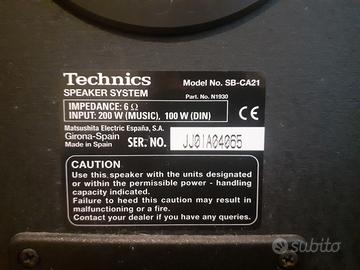 Technics
Model No. SB-CA21
SPEAKER SYSTEM
Part. No. N1930
IMPEDANCE: 6Ω
INPUT: 200 W (MUSIC), 100 W (DIN)
CE
Matsushita Electric España, S.A.
Girona-Spain
Made in Spain
SER. NO. JJ01A04065
CAUTION
Use this speaker with the units designated
or within the permissible power - handling
capacity indicated.
Failure to heed this caution may result in
malfunctioning or a fire.
Contact your dealer if you have any queries.
subito